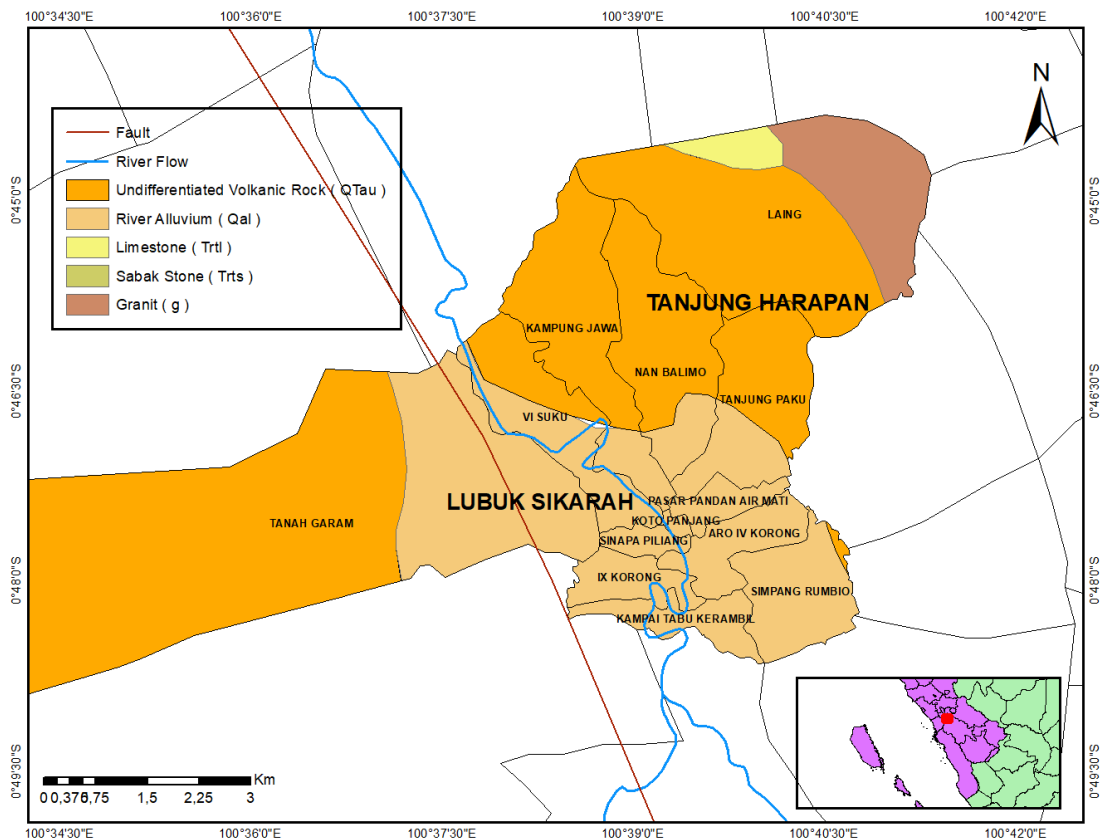 100°34'30"E 100°36'0"E 100°37'30"E 100°39'0"E 100°40'30"E 100°42'0"E
N
Fault
River Flow
Undifferentiated Volcanic Rock ( QTau )
River Alluvium ( Qal )
Limestone ( Trtl )
Sabak Stone ( Trts )
Granit ( g )
0°45'0"S 0°45'0"S
LAING
TANJUNG HARAPAN
KAMPUNG JAWA
NAN BALIMO
0°46'30"S 0°46'30"S
TANJUNG PAKU
VI SUKU
LUBUK SIKARAH
PASAR PANDAN AIR MATI
TANAH GARAM
KOTO PANJANG
ARO IV KORONG
SINAPA PILIANG
0°48'0"S 0°48'0"S
IX KORONG
SIMPANG RUMBIO
KAMPAI TABU KERAMBIL
0°49'30"S 0°49'30"S
Km
0 0,3750,75 1,5 2,25 3
100°34'30"E 100°36'0"E 100°37'30"E 100°39'0"E 100°40'30"E 100°42'0"E